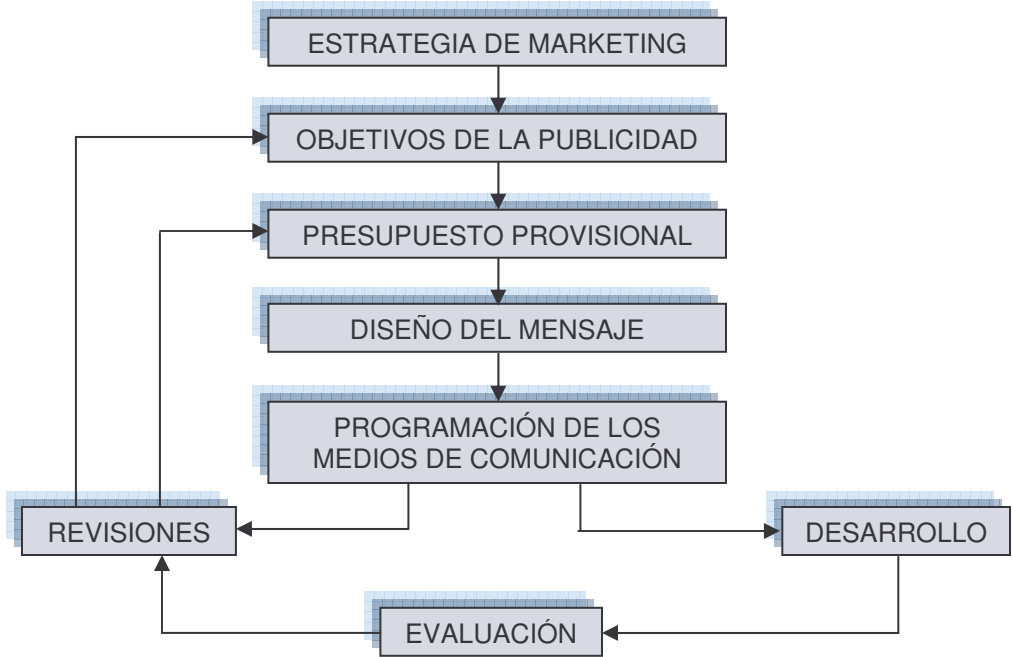 ESTRATEGIA DE MARKETING
OBJETIVOS DE LA PUBLICIDAD
PRESUPUESTO PROVISIONAL
DISEÑO DEL MENSAJE
PROGRAMACIÓN DE LOS
MEDIOS DE COMUNICACIÓN
REVISIONES
DESARROLLO
EVALUACIÓN